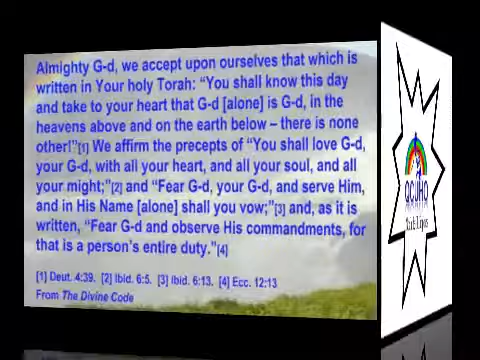 Almighty G-d, we accept upon ourselves that which is
written in Your holy Torah: “You shall know this day
and take to your heart that G-d [alone] is G-d, in the
heavens above and on the earth below – there is none
other!”[1] We affirm the precepts of “You shall love G-d,
your G-d, with all your heart, and all your soul, and all
your might;”[2] and “Fear G-d, your G-d, and serve Him,
and in His Name [alone] shall you vow;”[3] and, as it is
written, “Fear G-d and observe His commandments, for
that is a person's entire duty.”[4]
[1] Deut. 4:39. [2] Ibid. 6:5. [3] Ibid. 6:13. [4] Ecc. 12:13
From The Divine Code